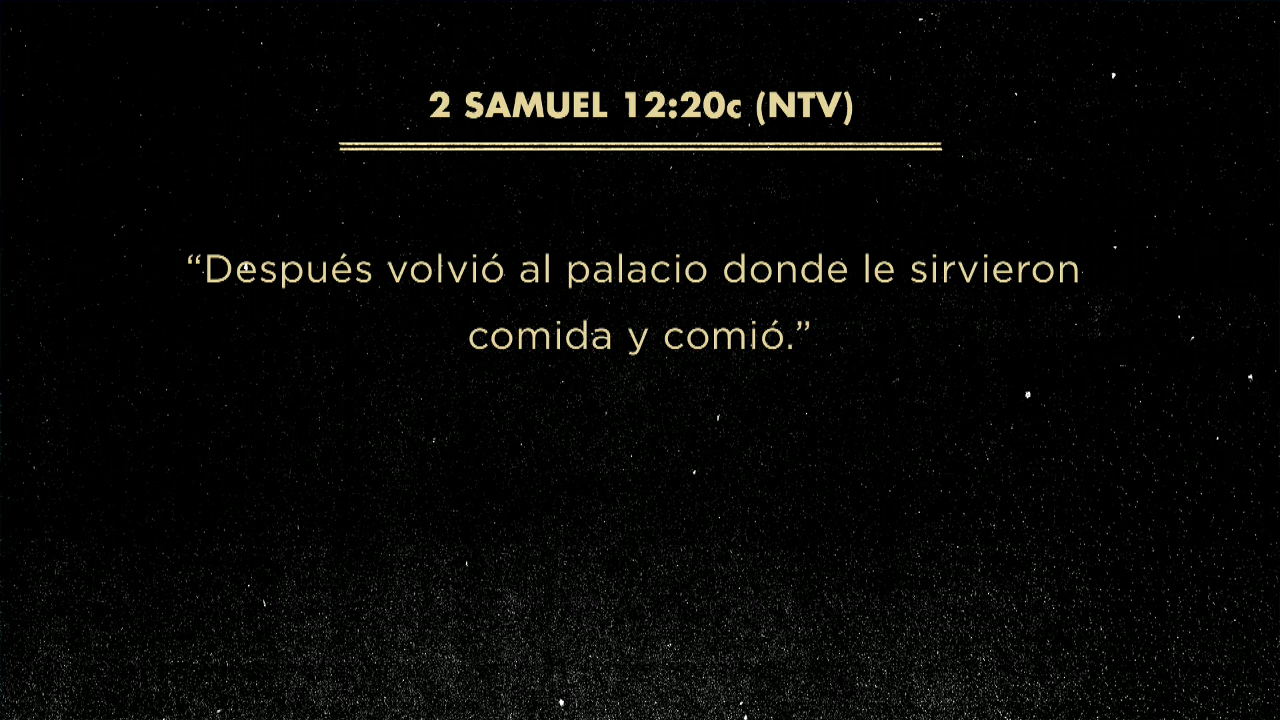 2 SAMUEL 12:20c (NTV)
“Después volvió al palacio donde le sirvieron
comida y comió.”